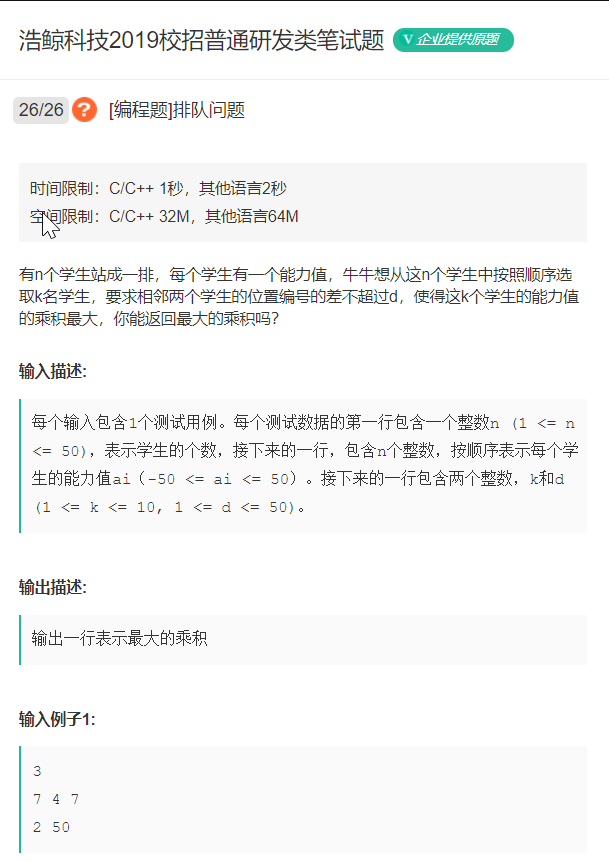 浩鲸科技2019校招普通研发类笔试题 V 企业提供原题
26/26 ? [编程题]排队问题
时间限制：C/C++ 1秒，其他语言2秒
空间限制：C/C++ 32M，其他语言64M
有n个学生站成一排，每个学生有一个能力值，牛牛想从这n个学生中按照顺序选
取k名学生，要求相邻两个学生的位置编号的差不超过d，使得这k个学生的能力值
的乘积最大，你能返回最大的乘积吗？
输入描述:
每个输入包含1个测试用例。每个测试数据的第一行包含一个整数n (1 <= n
<= 50)，表示学生的个数，接下来的一行，包含n个整数，按顺序表示每个学
生的能力值ai（-50 <= ai <= 50）。接下来的一行包含两个整数，k和d
(1 <= k <= 10, 1 <= d <= 50)。
输出描述:
输出一行表示最大的乘积
输入例子1:
3
7 4 7
2 50